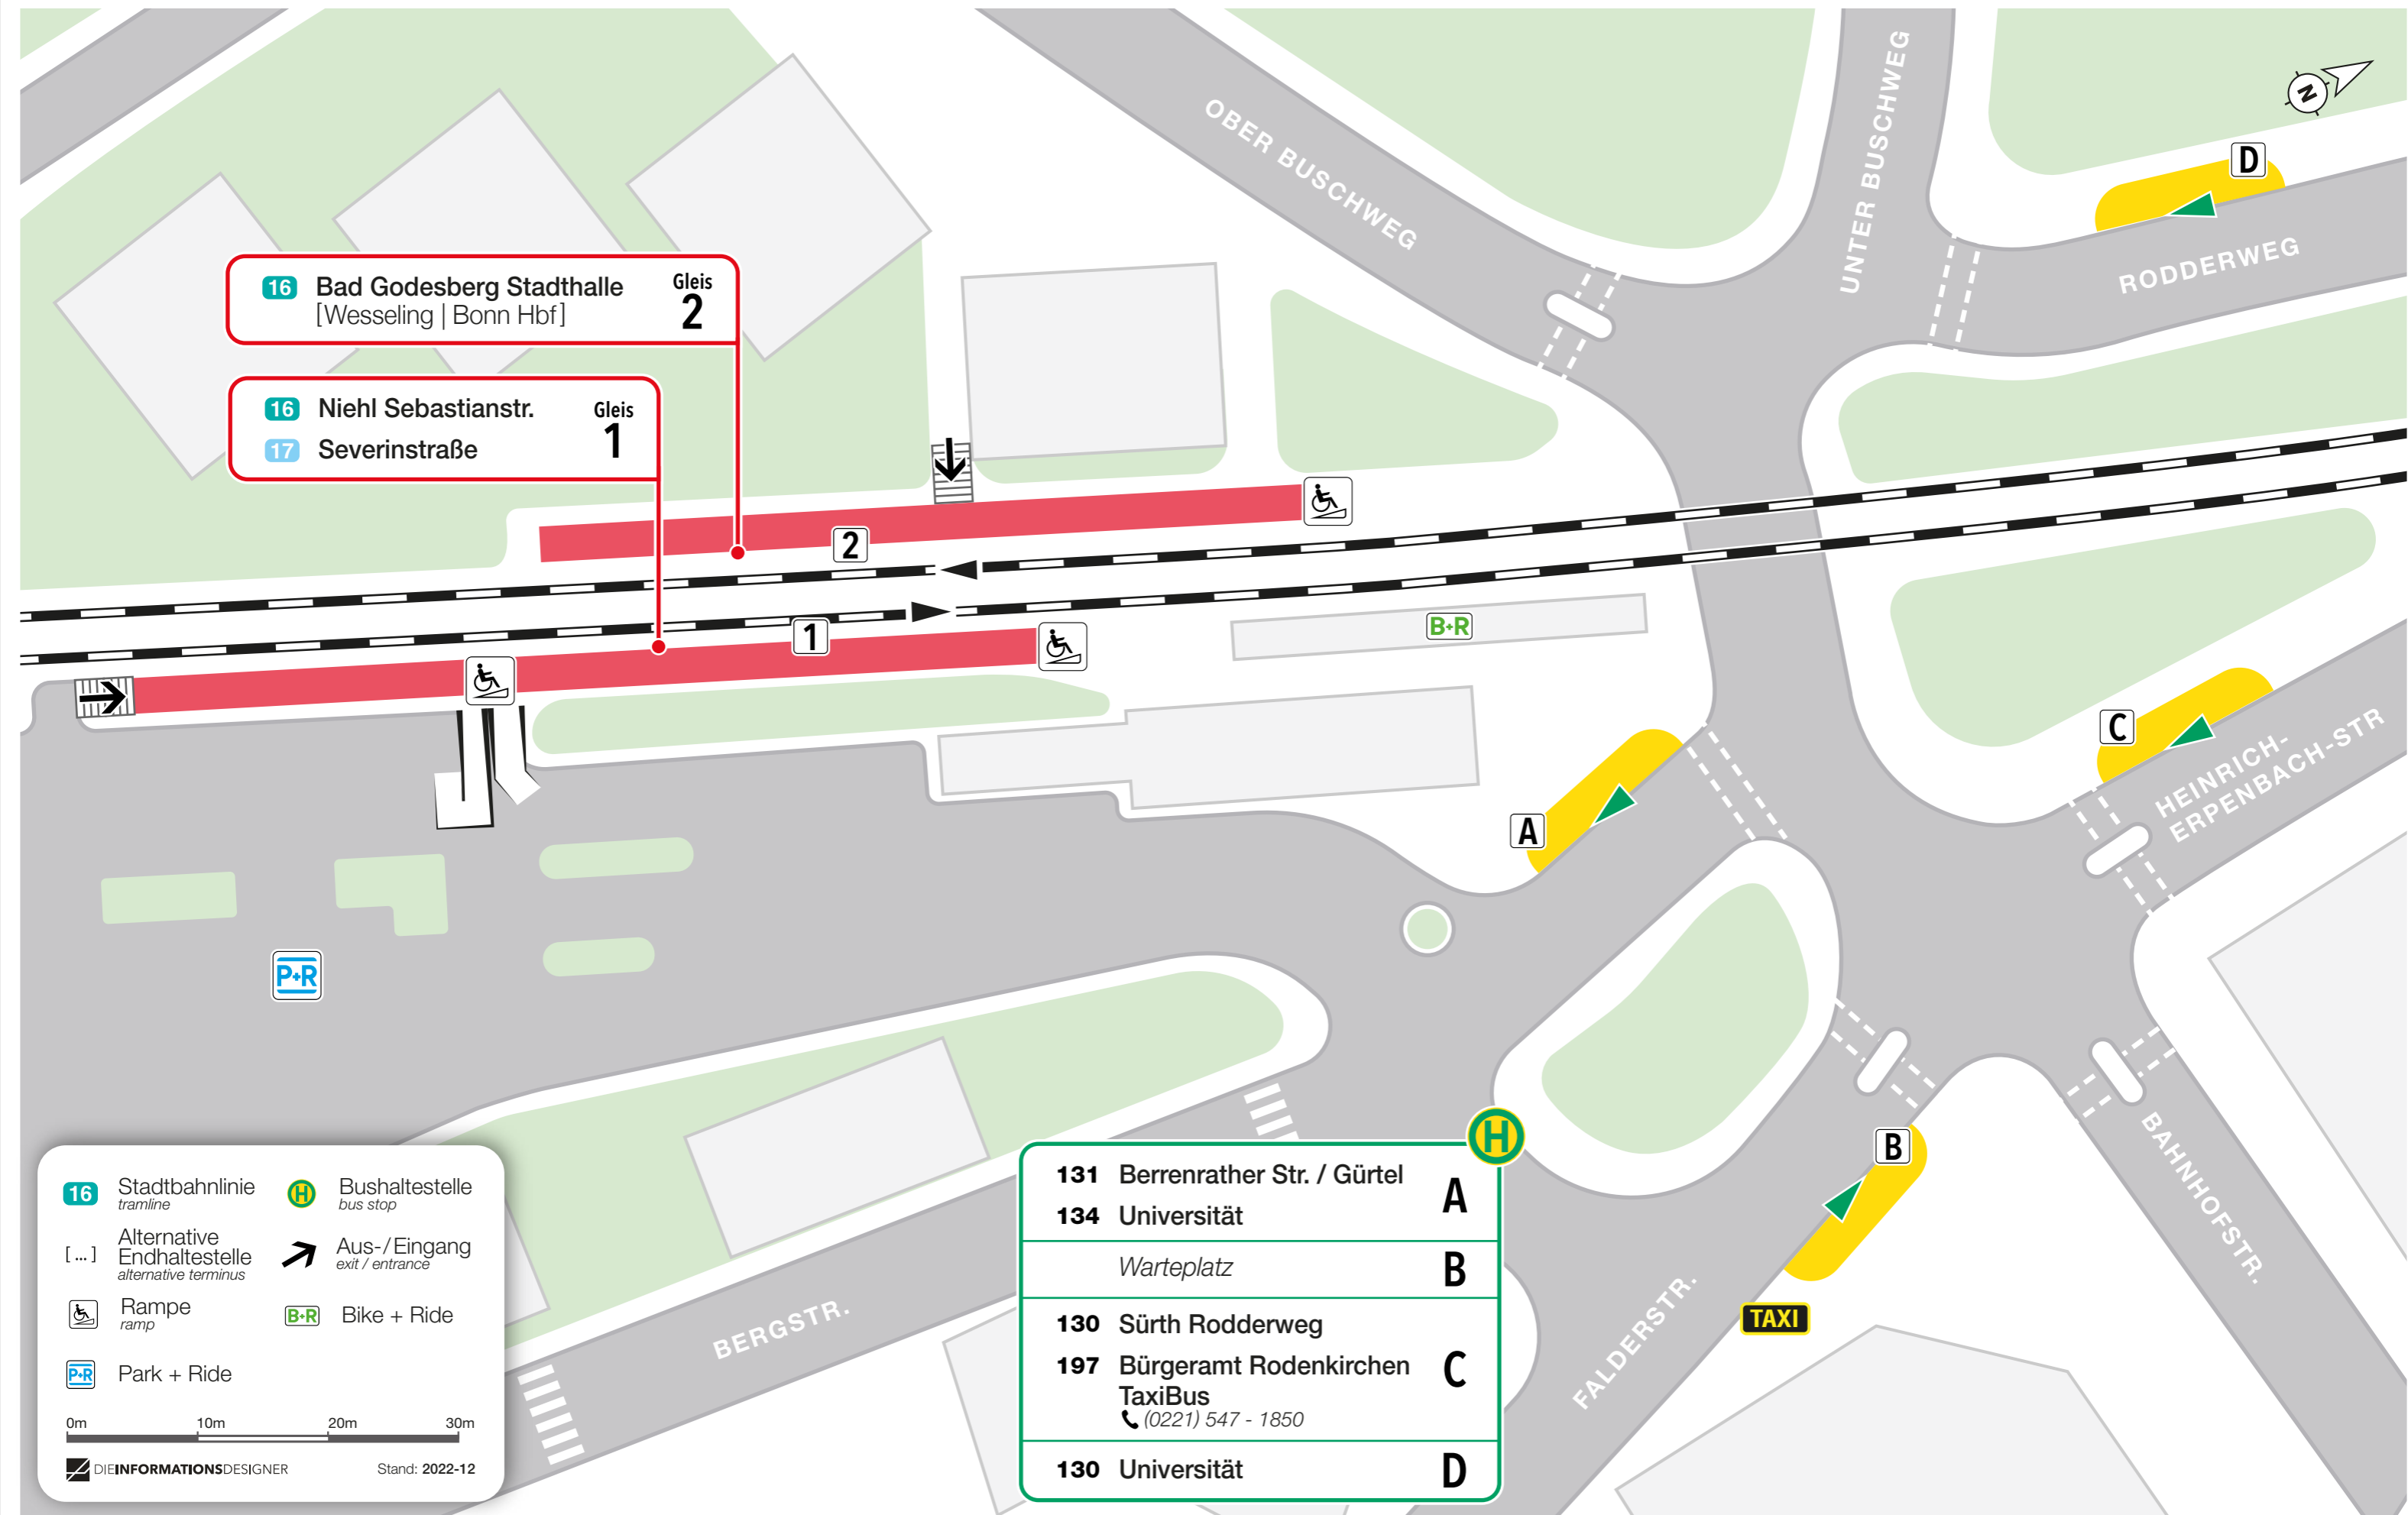 OBER BUSCHWEG
UNTER BUSCHWEG
N
D
RODDERWEG
16 Bad Godesberg Stadthalle
[Wesseling | Bonn Hbf]
Gleis
2
16 Niehl Sebastianstr.
17 Severinstraße
Gleis
1
2
1
B+R
A
C
HEINRICH-
ERPENBACH-STR
P+R
B
BAHNHOFSTR.
TAXI
FALDERSTR.
BERGSTR.
H
131 Berrenrather Str. / Gürtel
134 Universität
A
Warteplatz
B
130 Sürth Rodderweg
197 Bürgeramt Rodenkirchen
TaxiBus
(0221) 547 - 1850
C
130 Universität
D
16 Stadtbahnlinie
tramline
H Bushaltestelle
bus stop
[ ... ] Alternative
Endhaltestelle
alternative terminus
Aus-/Eingang
exit / entrance
Rampe
ramp
B+R Bike + Ride
P+R Park + Ride
0m 10m 20m 30m
DIEINFORMATIONSDESIGNER
Stand: 2022-12